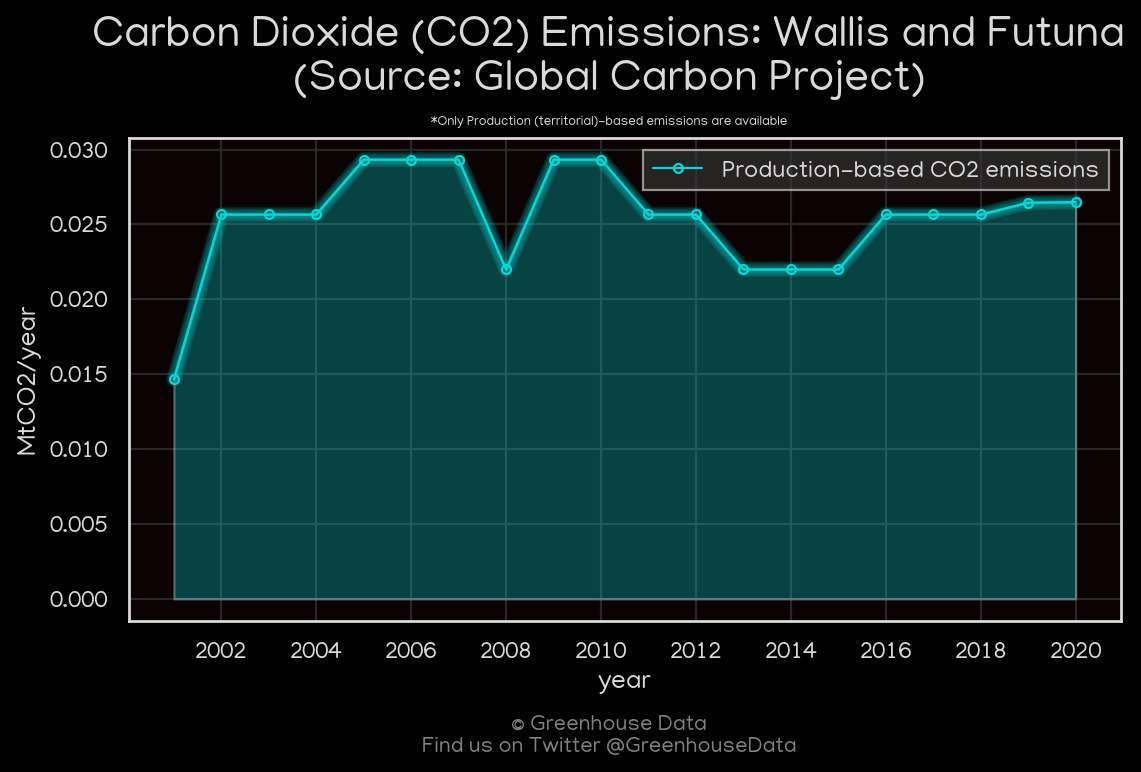 Carbon Dioxide (CO2) Emissions: Wallis and Futuna
(Source: Global Carbon Project)
*Only Production (territorial)-based emissions are available
Production-based CO2 emissions
MtCO2/year
0.030
0.025
0.020
0.015
0.010
0.005
0.000
2002 2004 2006 2008 2010 2012 2014 2016 2018 2020
year
© Greenhouse Data
Find us on Twitter @GreenhouseData